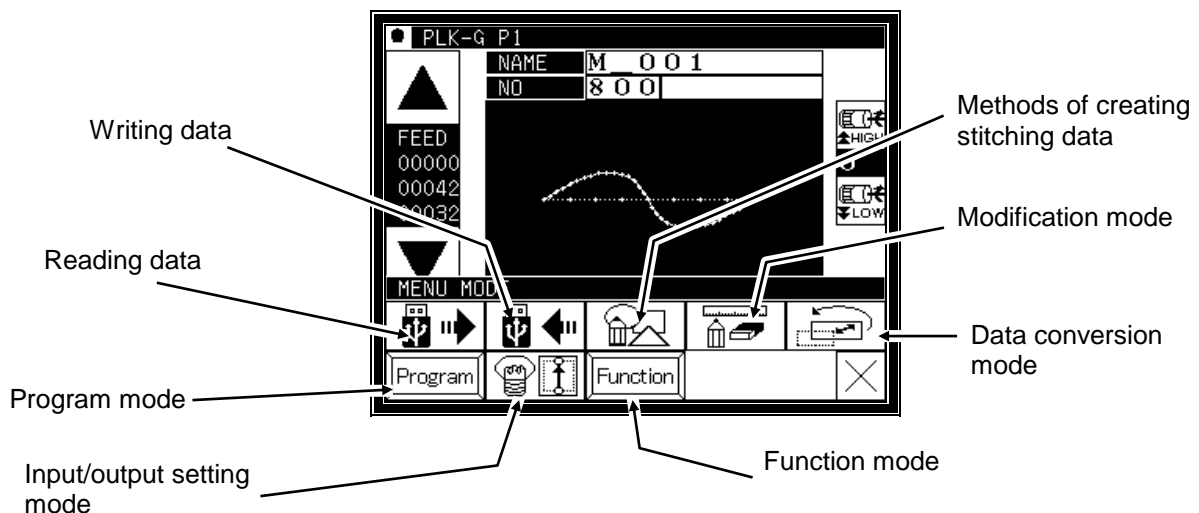 PLK-G P1
NAME M_001
NO 800
Writing data
Methods of creating
stitching data
HIGH
FEED
00000
00042
00032
LOW
Modification mode
Reading data
MENU MODE
Data conversion
mode
Program
Function
Program mode
Input/output setting
mode
Function mode